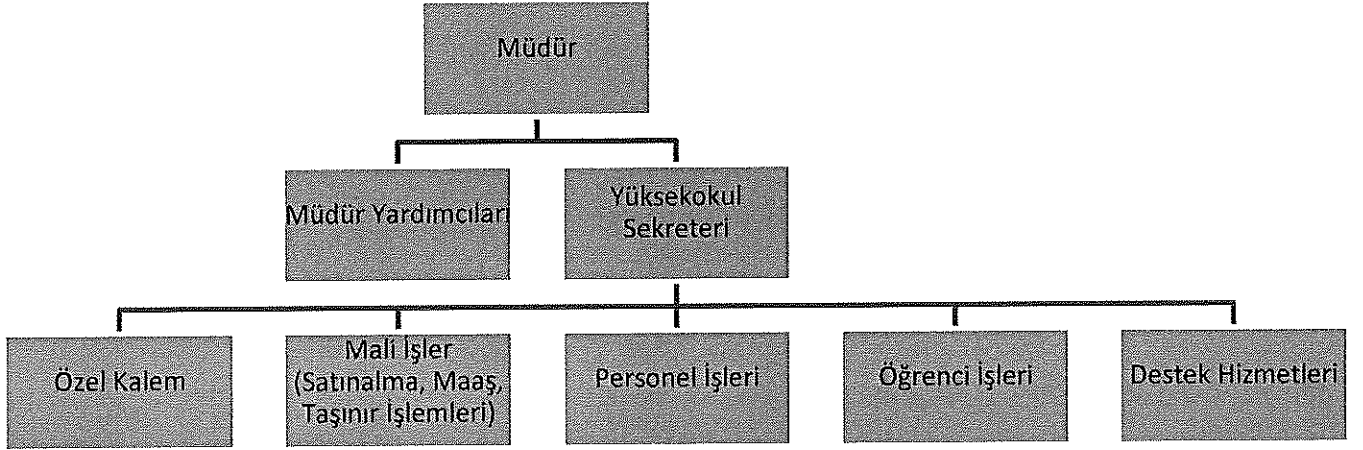 Müdür
Müdür Yardımcıları
Yüksekokul
Sekreteri
Özel Kalem
Mali İşler
(Satınalma, Maaş,
Taşınır İşlemleri)
Personel İşleri
Öğrenci İşleri
Destek Hizmetleri